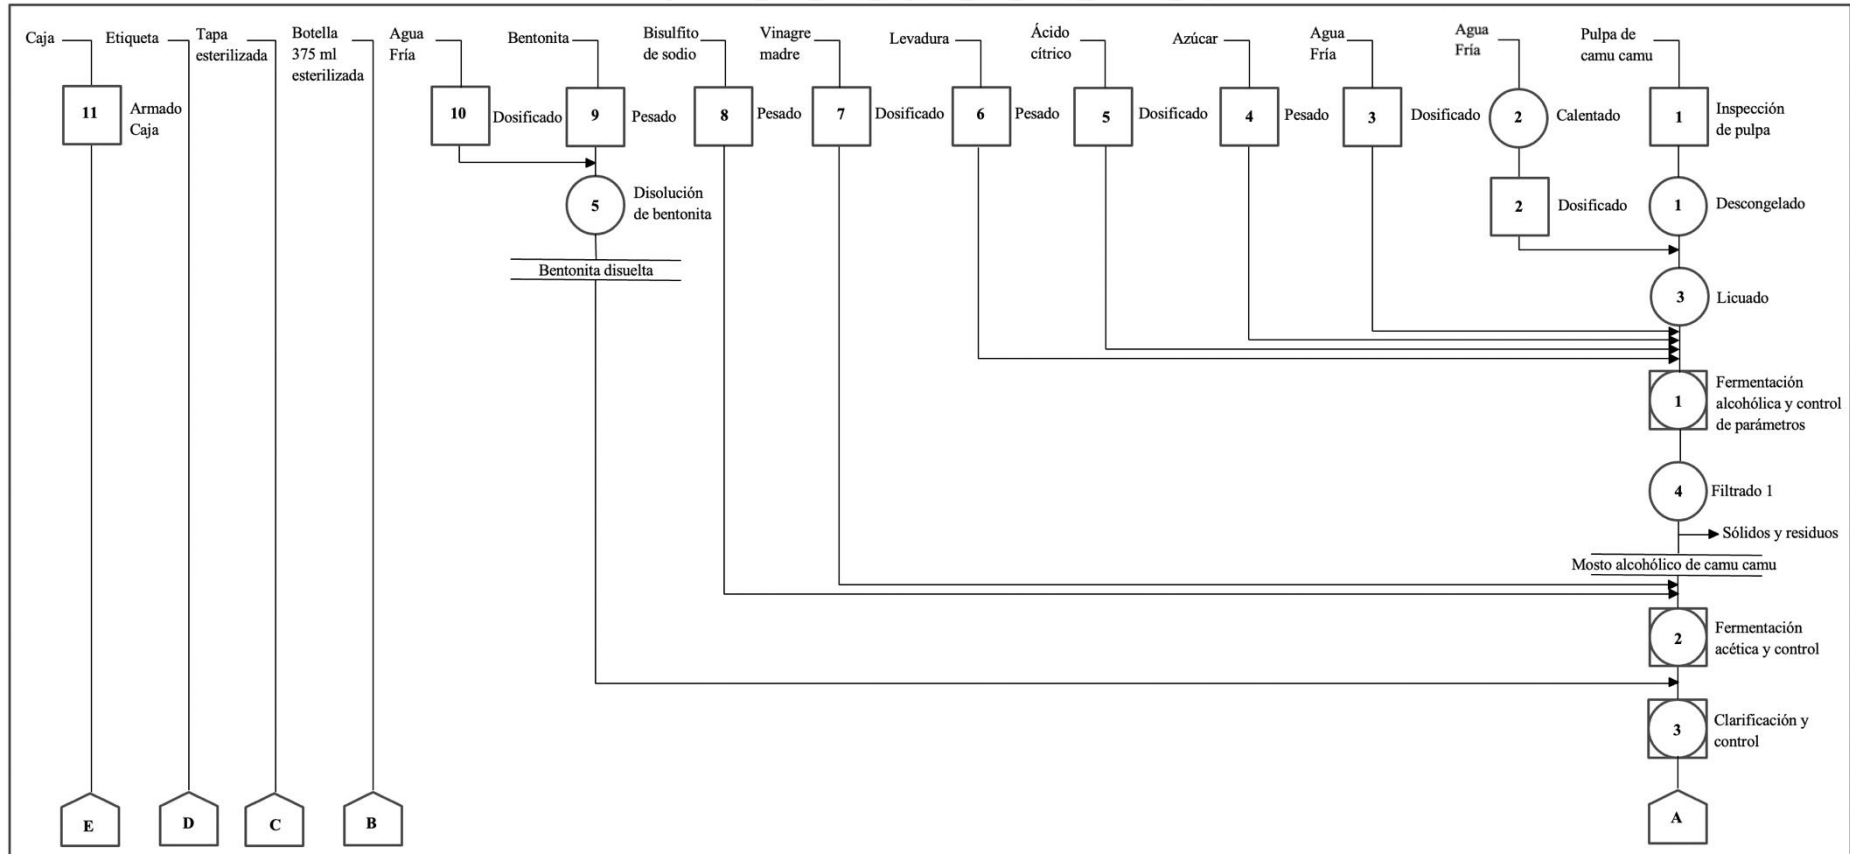 Caja
Etiqueta
Tapa
esterilizada
Botella
375 ml
esterilizada
Agua
Fría
Bentonita
Bisulfito
de sodio
Vinagre
madre
Levadura
Ácido
cítrico
Azúcar
Agua
Fría
Agua
Fría
Pulpa de
camu camu
11
Armado
Caja
10
Dosificado
9
Pesado
8
Pesado
7
Dosificado
6
Pesado
5
Dosificado
4
Pesado
3
Dosificado
2
Calentado
1
Inspección
de pulpa
5
Disolución
de bentonita
2
Dosificado
1
Descongelado
Bentonita disuelta
3
Licuado
1
Fermentación
alcohólica y control
de parámetros
4
Filtrado 1
Sólidos y residuos
Mosto alcohólico de camu camu
2
Fermentación
acética y control
3
Clarificación y
control
E
D
C
B
A